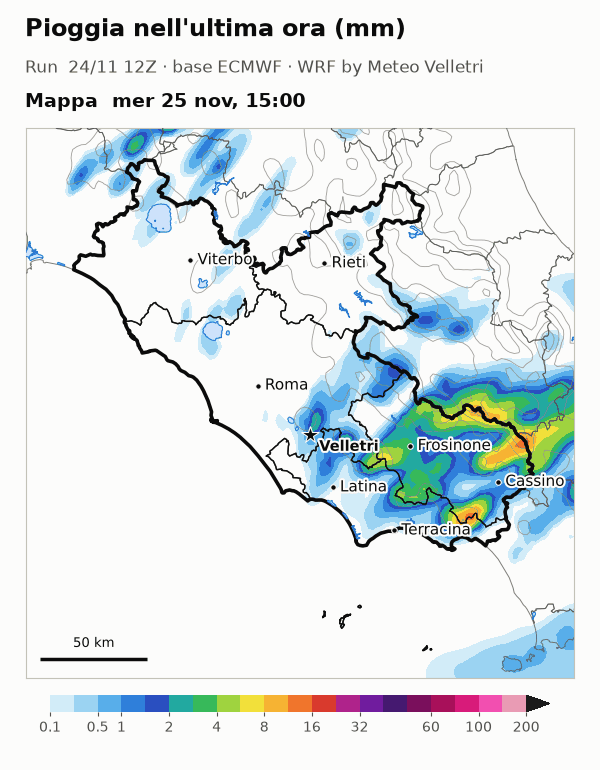 Pioggia nell'ultima ora (mm)
Run  24/11 12Z · base ECMWF · WRF by Meteo Velletri
Mappa  mer 25 nov, 15:00
Viterbo
Rieti
Roma
Velletri
Frosinone
Latina
Cassino
Terracina
50 km
0.1 0.5 1 2 4 8 16 32 60 100 200